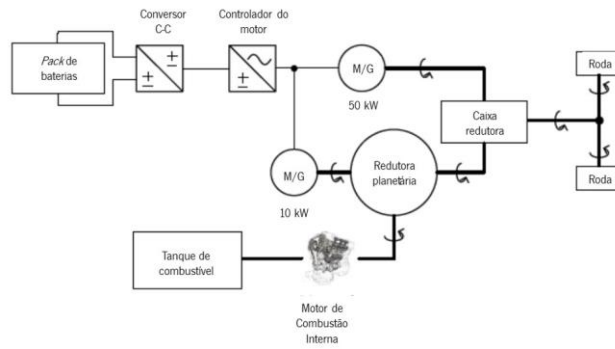 Conversor
C-C
Controlador do
motor
Pack de
baterias
M/G
50 kW
Roda
Caixa
redutora
Roda
M/G
10 kW
Redutora
planetária
Tanque de
combustível
Motor de
Combustão
Interna